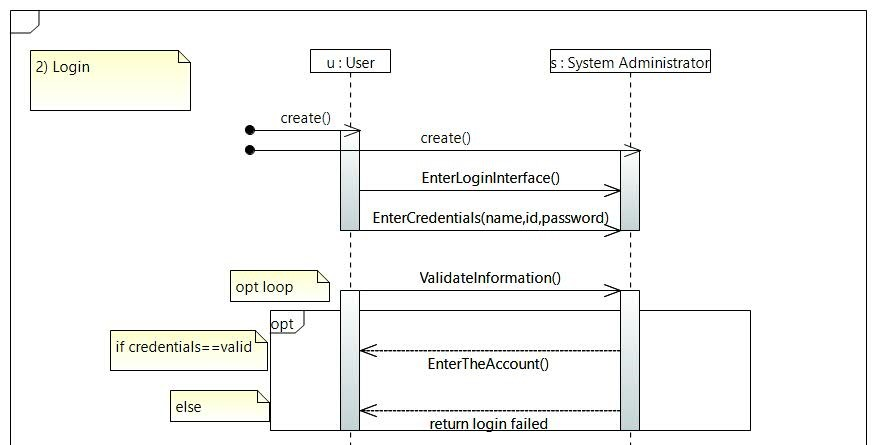 2) Login
u : User
s : System Administrator
create()
create()
EnterLoginInterface()
EnterCredentials(name,id,password)
opt loop
ValidateInformation()
opt
if credentials==valid
EnterTheAccount()
else
return login failed